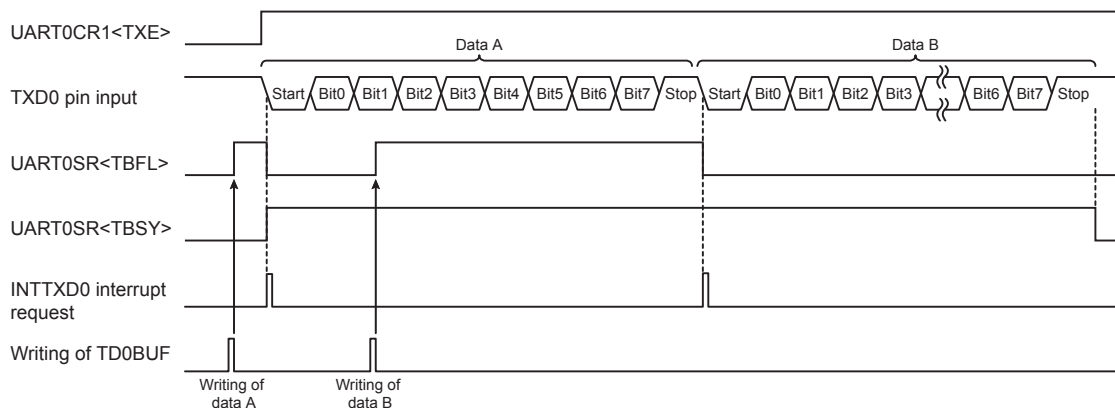 UART0CR1<TXE>
Data A
Data B
TXD0 pin input
Start Bit0 Bit1 Bit2 Bit3 Bit4 Bit5 Bit6 Bit7 Stop Start Bit0 Bit1 Bit2 Bit3 Bit6 Bit7 Stop
UART0SR<TBFL>
UART0SR<TBSY>
INTTXD0 interrupt
request
Writing of TD0BUF
Writing of
data A
Writing of
data B